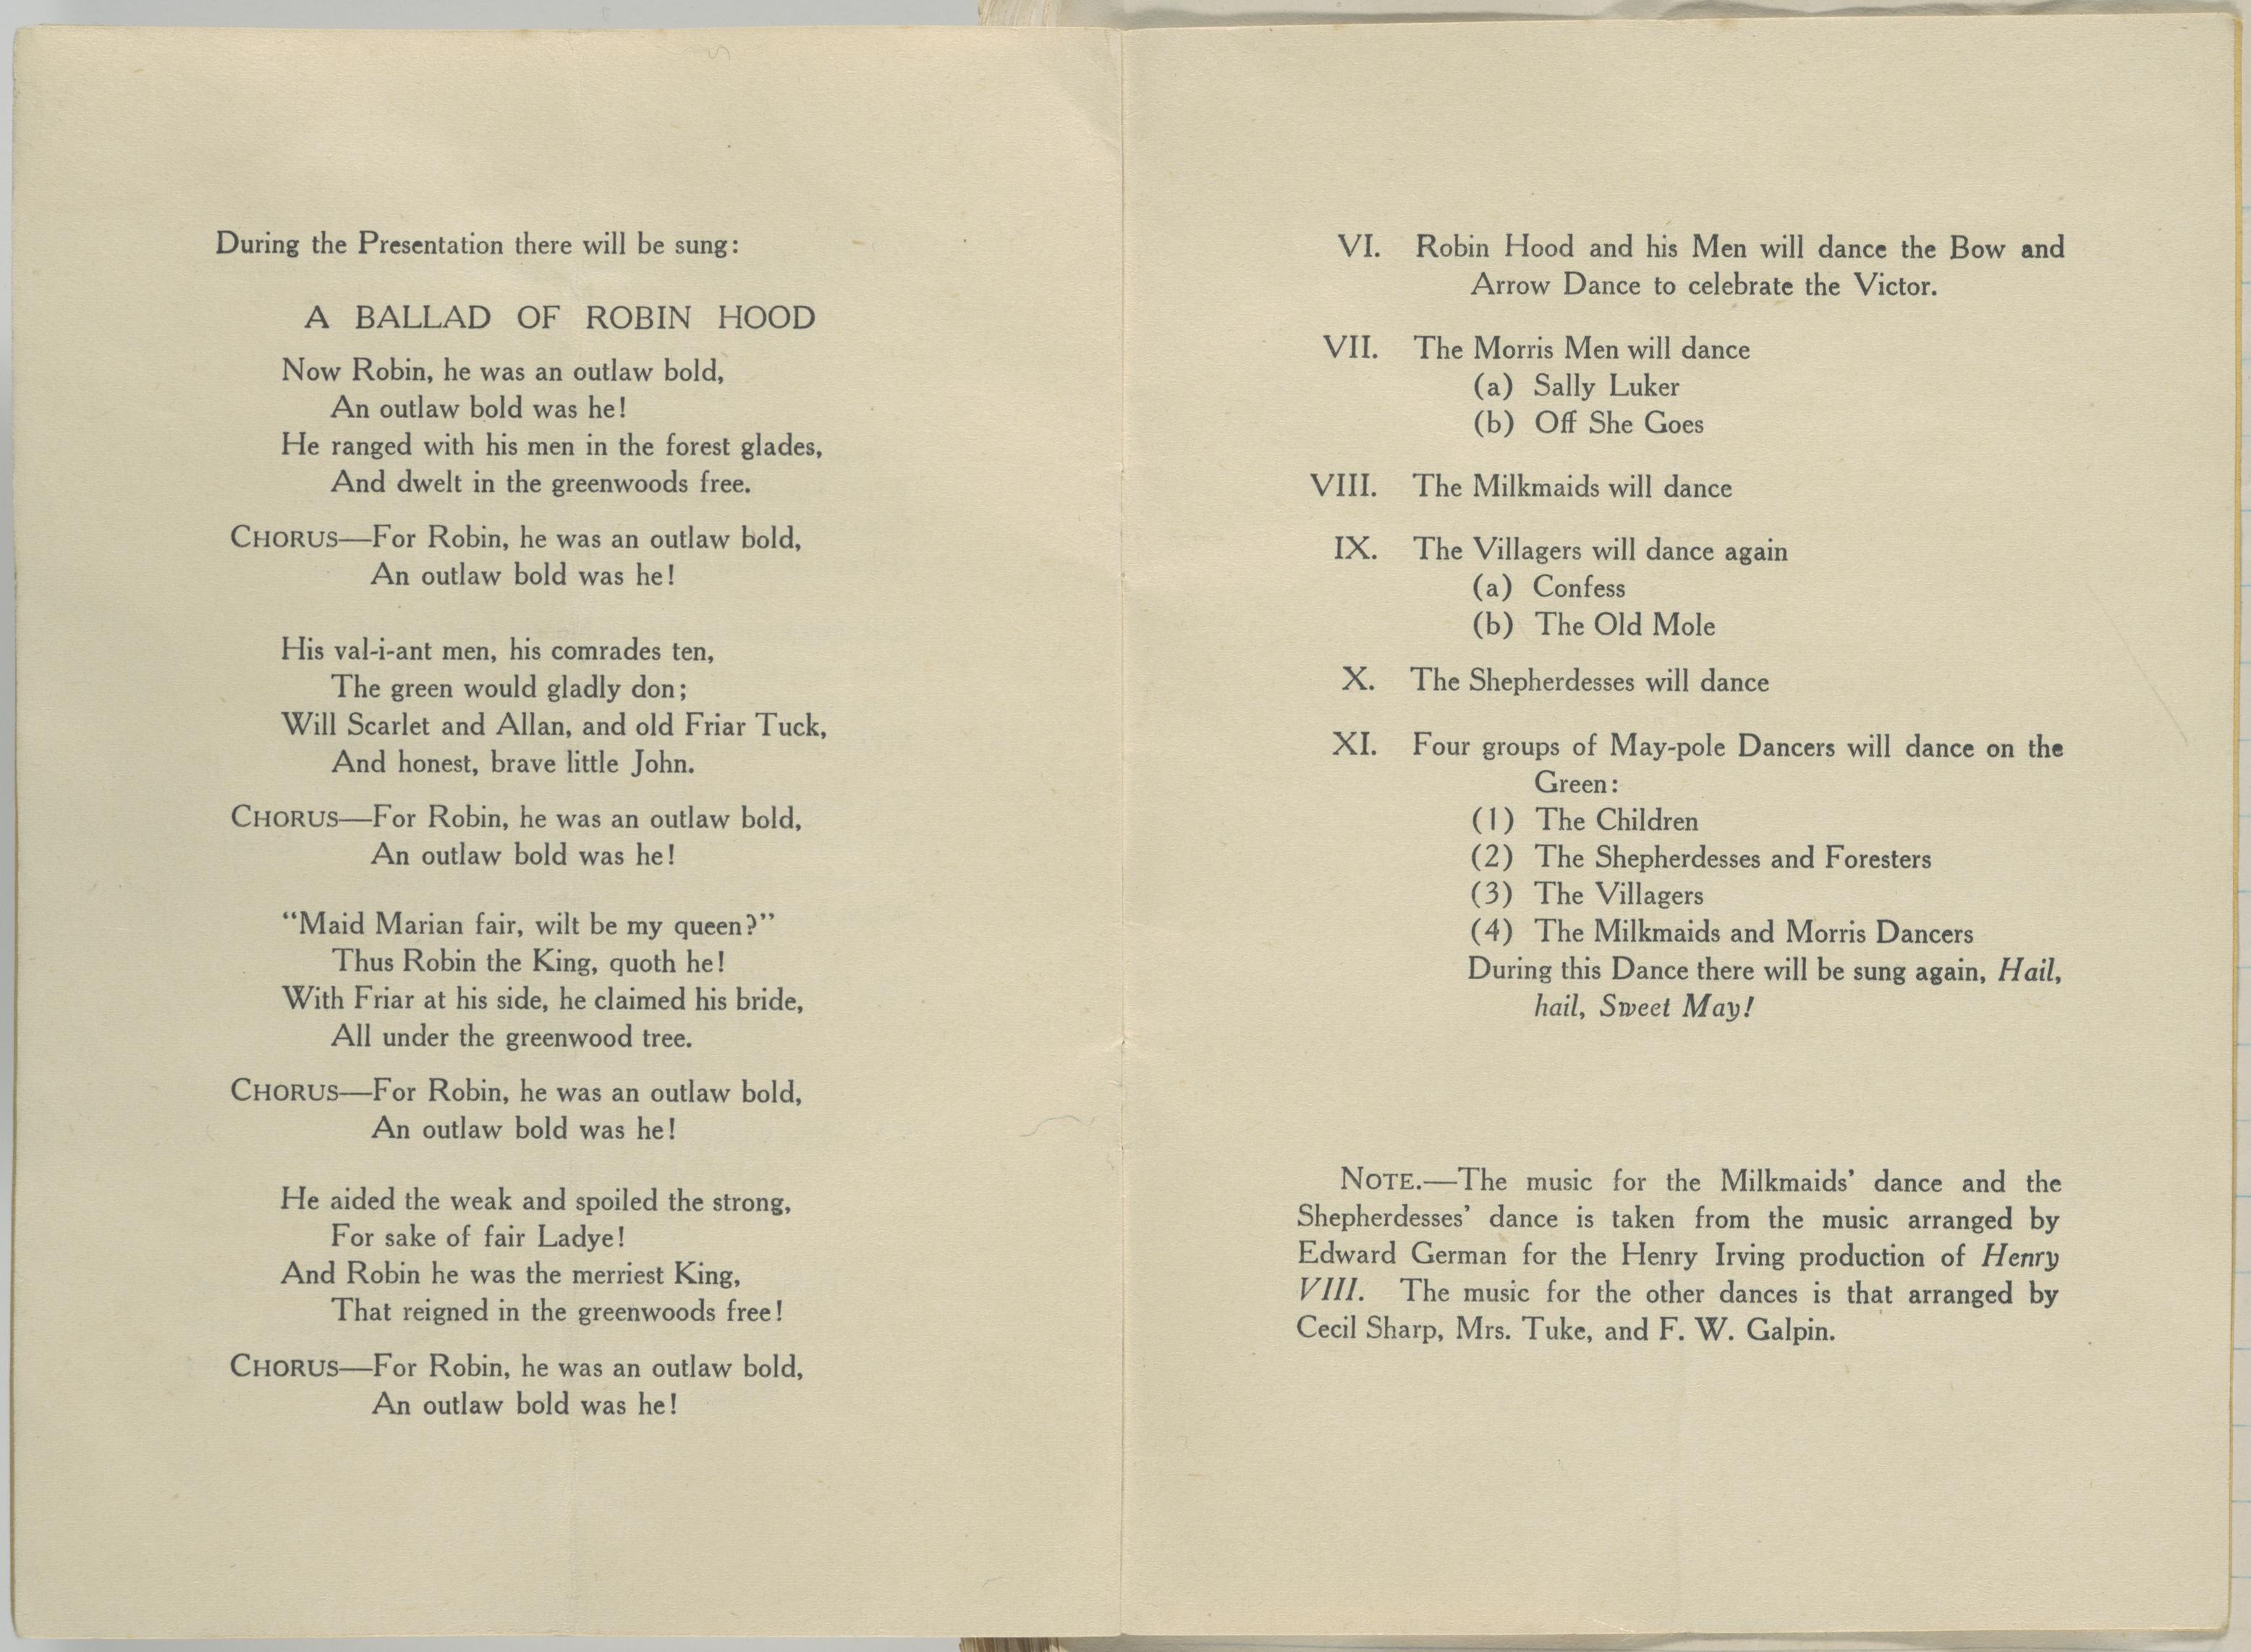 During the Presentation there will be sung:
A BALLAD OF ROBIN HOOD
Now Robin, he was an outlaw bold,
An outlaw bold was he!
He ranged with his men in the forest glades,
And dwelt in the greenwoods free.
CHORUS—For Robin, he was an outlaw bold,
An outlaw bold was he!
His val-i-ant men, his comrades ten,
The green would gladly don;
Will Scarlet and Allan, and old Friar Tuck,
And honest, brave little John.
CHORUS—For Robin, he was an outlaw bold,
An outlaw bold was he!
“Maid Marian fair, wilt be my queen?”
Thus Robin the King, quoth he!
With Friar at his side, he claimed his bride,
All under the greenwood tree.
CHORUS—For Robin, he was an outlaw bold,
An outlaw bold was he!
He aided the weak and spoiled the strong,
For sake of fair Ladye!
And Robin he was the merriest King,
That reigned in the greenwoods free!
CHORUS—For Robin, he was an outlaw bold,
An outlaw bold was he!
VI. Robin Hood and his Men will dance the Bow and
Arrow Dance to celebrate the Victor.
VII. The Morris Men will dance
(a) Sally Luker
(b) Off She Goes
VIII. The Milkmaids will dance
IX. The Villagers will dance again
(a) Confess
(b) The Old Mole
X. The Shepherdesses will dance
XI. Four groups of May-pole Dancers will dance on the
Green:
(1) The Children
(2) The Shepherdesses and Foresters
(3) The Villagers
(4) The Milkmaids and Morris Dancers
During this Dance there will be sung again, Hail,
hail, Sweet May!
NOTE.—The music for the Milkmaids’ dance and the
Shepherdesses’ dance is taken from the music arranged by
Edward German for the Henry Irving production of Henry
VIII. The music for the other dances is that arranged by
Cecil Sharp, Mrs. Tuke, and F. W. Galpin.